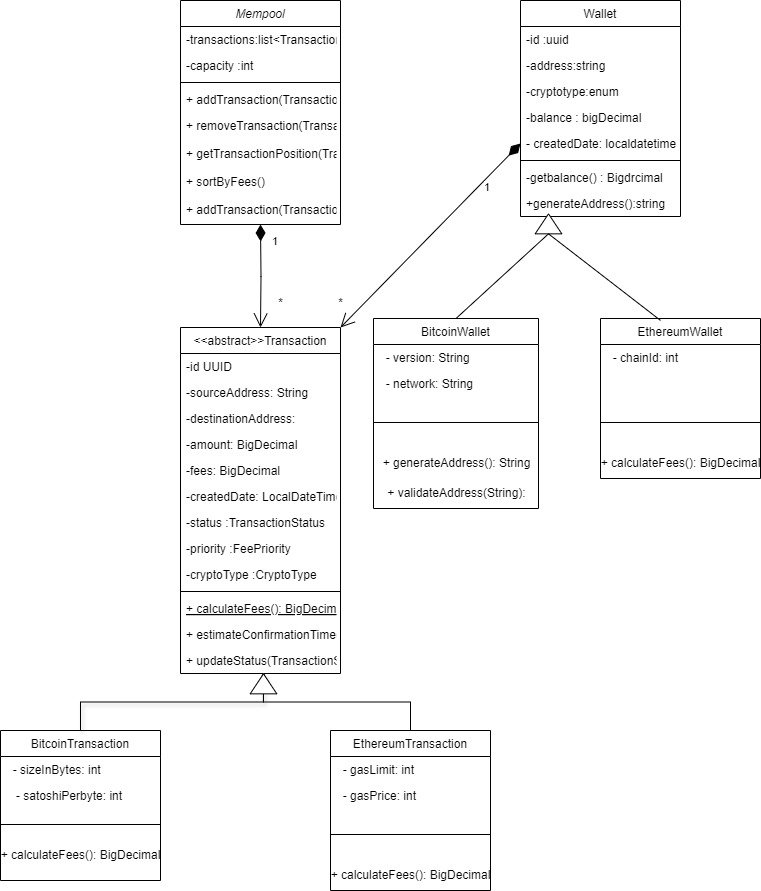 Mempool
-transactions:list<Transaction
-capacity :int
+ addTransaction(Transactic
+ removeTransaction(Transa
+ getTransactionPosition(Tra
+ sortByFees()
+ addTransaction(Transactic
1
*
Wallet
-id :uuid
-address:string
-cryptotype:enum
-balance : bigDecimal
- createdDate: localdatetime
-getbalance() : Bigdrcimal
+generateAddress():string
1
*
<<abstract>>Transaction
-id UUID
-sourceAddress: String
-destinationAddress:
-amount: BigDecimal
-fees: BigDecimal
-createdDate: LocalDateTim
-status :TransactionStatus
-priority :FeePriority
-cryptoType :CryptoType
+ calculateFees(): BigDecim
+ estimateConfirmationTime
+ updateStatus(TransactionS
BitcoinWallet
- version: String
- network: String
+ generateAddress(): String
+ validateAddress(String):
EthereumWallet
- chainId: int
+ calculateFees(): BigDecimal
BitcoinTransaction
- sizeInBytes: int
- satoshiPerbyte: int
+ calculateFees(): BigDecimal
EthereumTransaction
- gasLimit: int
- gasPrice: int
+ calculateFees(): BigDecimal